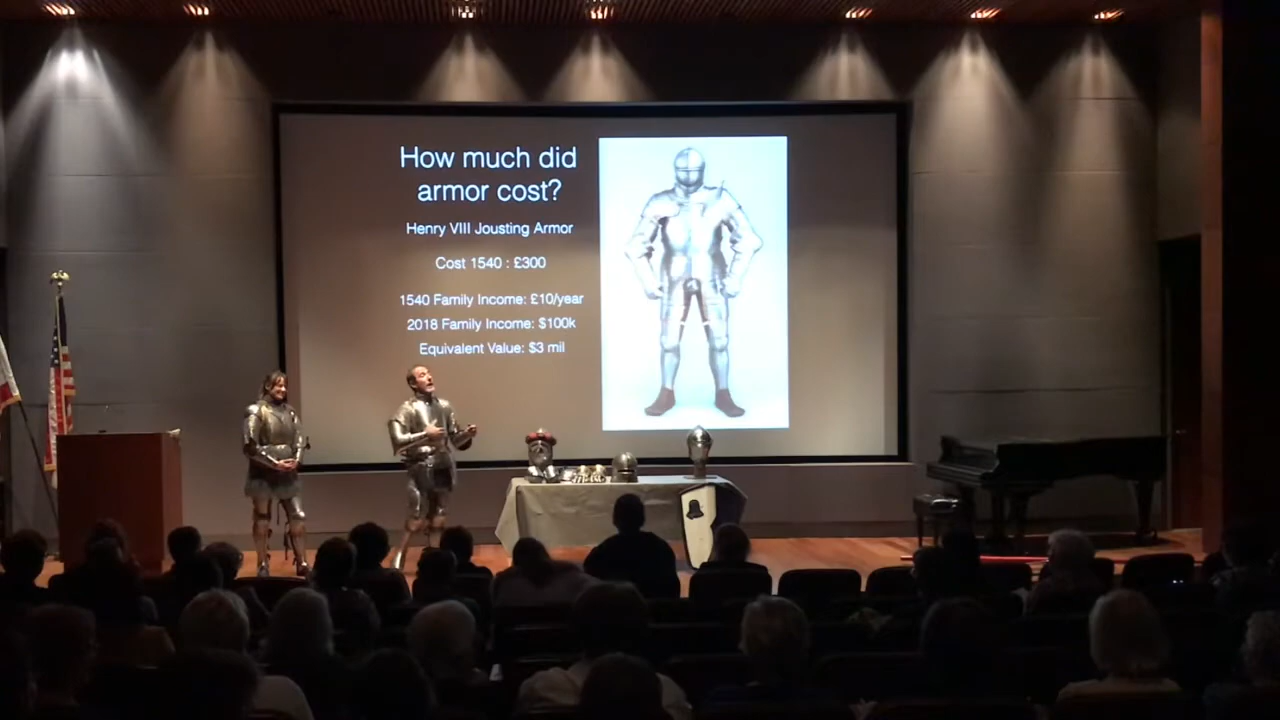 How much did
armor cost?
Henry VIII Jousting Armor
Cost 1540 : £300
1540 Family Income: £10/year
2018 Family Income: $100k
Equivalent Value: $3 mil